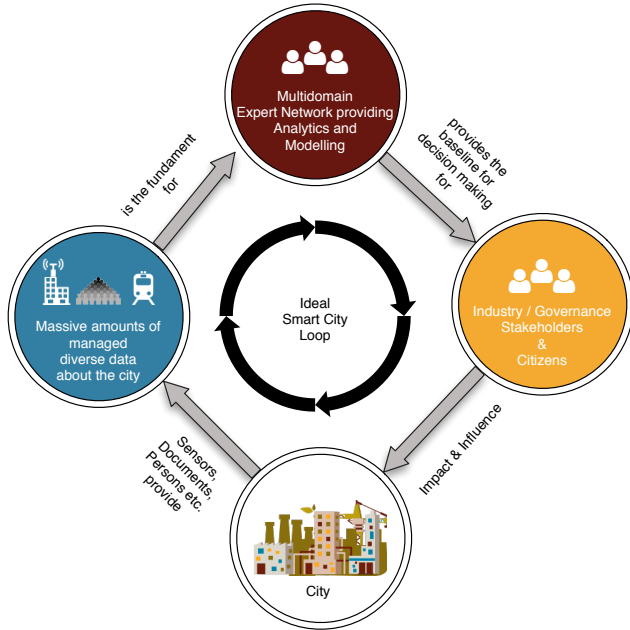 Multidomain
Expert Network providing
Analytics and
Modelling
is the fundament
for
provides the
baseline for
decision making
for
Massive amounts of
managed
diverse data
about the city
Ideal
Smart City
Loop
Industry / Governance
Stakeholders
&
Citizens
Sensors,
Documents,
Persons etc.
provide
Impact & Influence
City